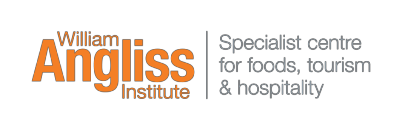 William
Angliss
Institute
Specialist centre
for foods, tourism
& hospitality